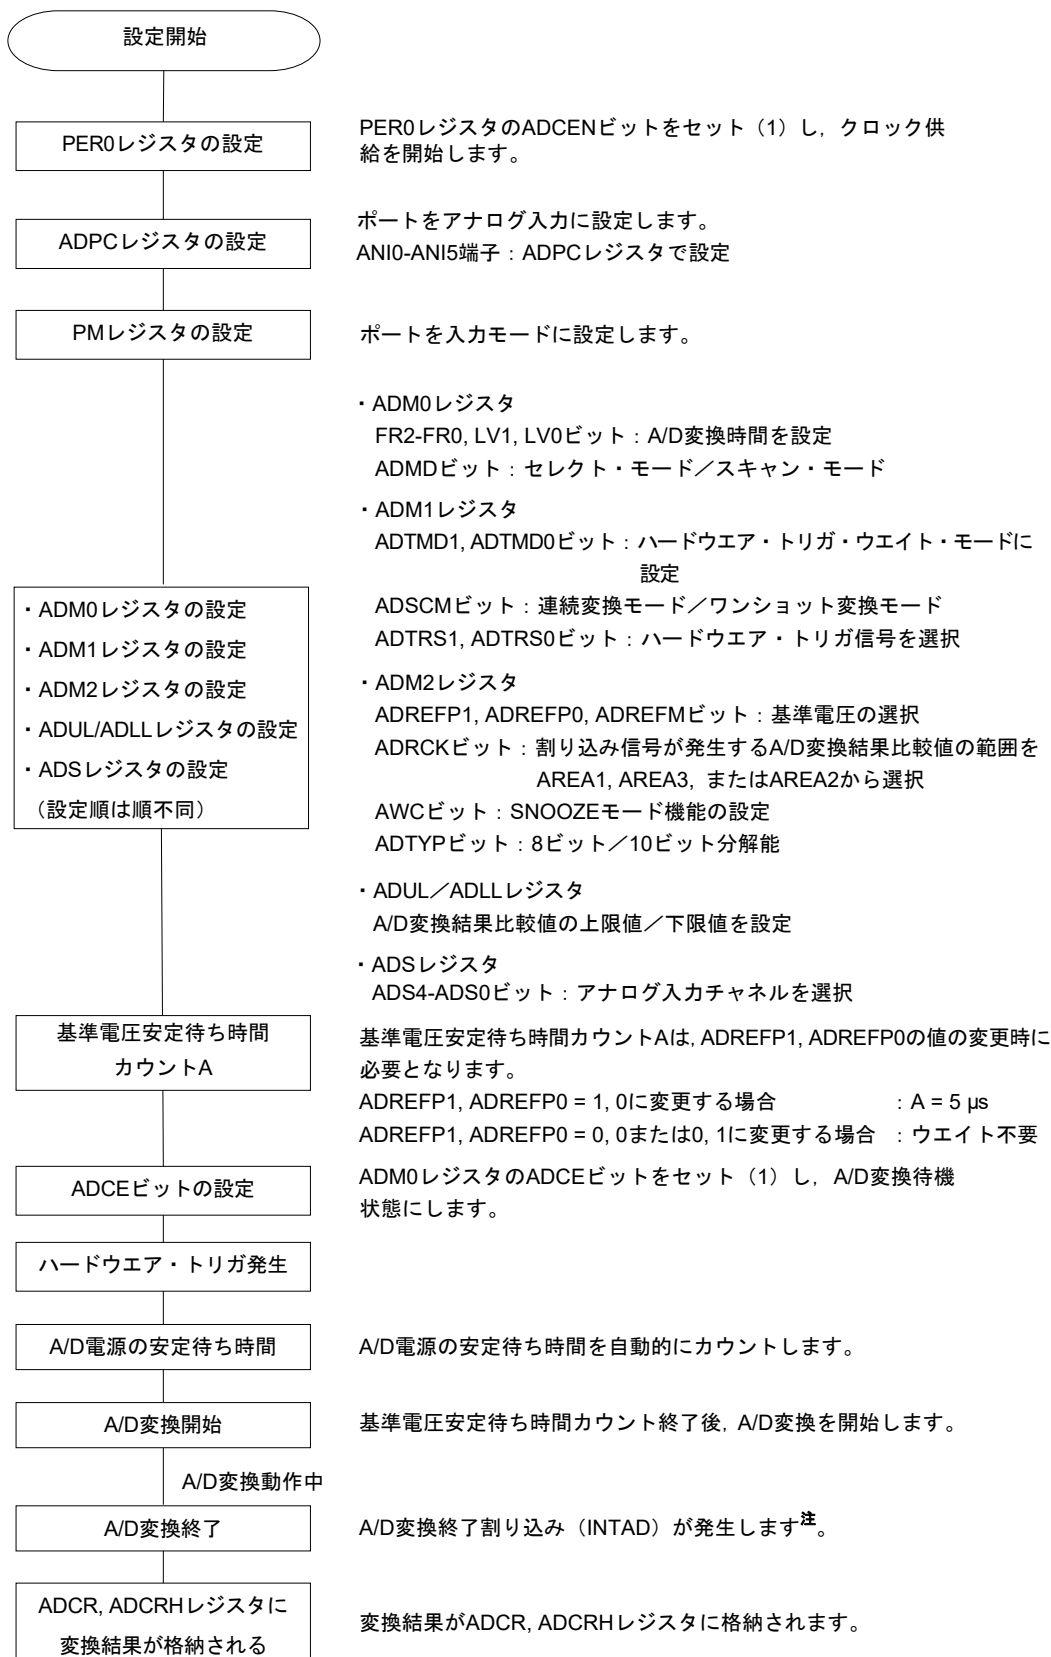 設定開始
PER0レジスタの設定
PER0レジスタのADCENビットをセット（1）し，クロック供
給を開始します。
ADPCレジスタの設定
ポートをアナログ入力に設定します。
ANI0-ANI5端子：ADPCレジスタで設定
PMレジスタの設定
ポートを入力モードに設定します。
・ADM0レジスタの設定
・ADM1レジスタの設定
・ADM2レジスタの設定
・ADUL/ADLLレジスタの設定
・ADSレジスタの設定
（設定順は順不同）
・ADM0レジスタ
FR2-FR0, LV1, LV0ビット：A/D変換時間を設定
ADMDビット：セレクト・モード／スキャン・モード
・ADM1レジスタ
ADTMD1, ADTMD0ビット：ハードウエア・トリガ・ウエイト・モードに
設定
ADSCMビット：連続変換モード／ワンショット変換モード
ADTRS1, ADTRS0ビット：ハードウエア・トリガ信号を選択
・ADM2レジスタ
ADREFP1, ADREFP0, ADREFMビット：基準電圧の選択
ADRCKビット：割り込み信号が発生するA/D変換結果比較値の範囲を
AREA1, AREA3, またはAREA2から選択
AWCビット：SNOOZEモード機能の設定
ADTYPビット：8ビット／10ビット分解能
・ADUL／ADLLレジスタ
A/D変換結果比較値の上限値／下限値を設定
・ADSレジスタ
ADS4-ADS0ビット：アナログ入力チャネルを選択
基準電圧安定待ち時間
カウントA
基準電圧安定待ち時間カウントAは, ADREFP1, ADREFP0の値の変更時に
必要となります。
ADREFP1, ADREFP0 = 1, 0に変更する場合 ：A = 5 µs
ADREFP1, ADREFP0 = 0, 0または0, 1に変更する場合 ：ウエイト不要
ADCEビットの設定
ADM0レジスタのADCEビットをセット（1）し，A/D変換待機
状態にします。
ハードウエア・トリガ発生
A/D電源の安定待ち時間
A/D電源の安定待ち時間を自動的にカウントします。
A/D変換開始
基準電圧安定待ち時間カウント終了後, A/D変換を開始します。
A/D変換動作中
A/D変換終了
A/D変換終了割り込み（INTAD）が発生します注。
ADCR, ADCRHレジスタに
変換結果が格納される
変換結果がADCR, ADCRHレジスタに格納されます。